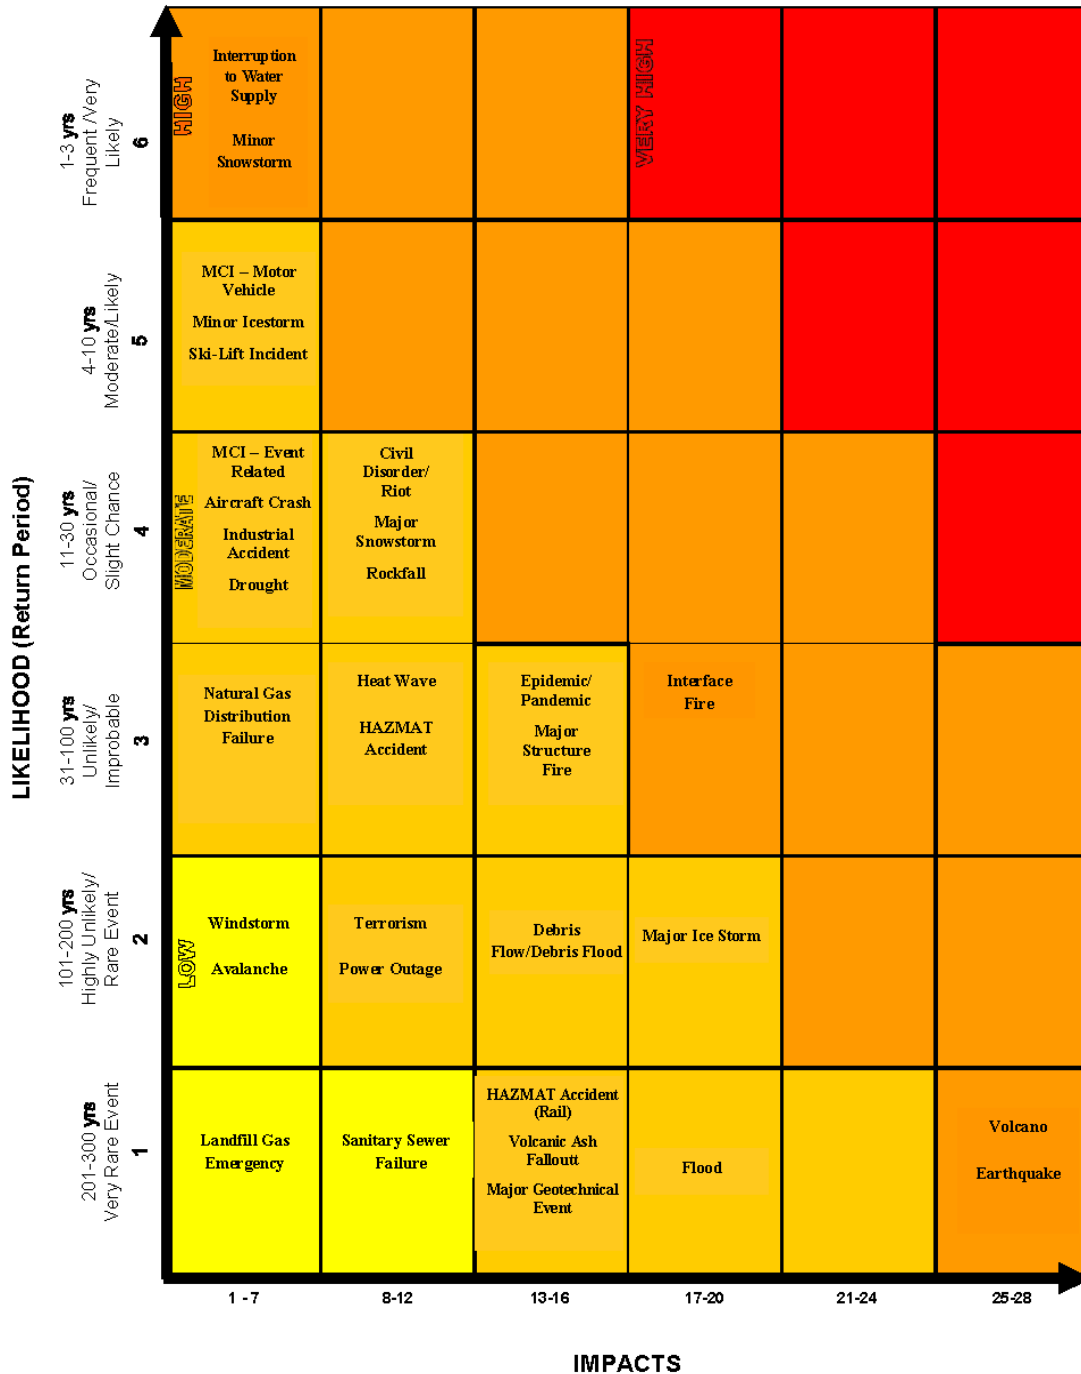 LIKELIHOOD (Return Period)
1-3 yrs
Frequent /Very
Likely
6
HIGH
Interruption
to Water
Supply
Minor
Snowstorm
VERY HIGH
4-10 yrs
Moderate/Likely
5
MCI – Motor
Vehicle
Minor Icestorm
Ski-Lift Incident
11-30 yrs
Occasional/
Slight Chance
4
MODERATE
MCI – Event
Related
Aircraft Crash
Industrial
Accident
Drought
Civil
Disorder/
Riot
Major
Snowstorm
Rockfall
31-100 yrs
Unlikely/
Improbable
3
Natural Gas
Distribution
Failure
Heat Wave
HAZMAT
Accident
Epidemic/
Pandemic
Major
Structure
Fire
Interface
Fire
101-200 yrs
Highly Unlikely/
Rare Event
2
LOW
Windstorm
Avalanche
Terrorism
Power Outage
Debris
Flow/Debris Flood
Major Ice Storm
201-300 yrs
Very Rare Event
1
Landfill Gas
Emergency
Sanitary Sewer
Failure
HAZMAT Accident
(Rail)
Volcanic Ash
Falloutt
Major Geotechnical
Event
Flood
Volcano
Earthquake
1 - 7
8-12
13-16
17-20
21-24
25-28
IMPACTS